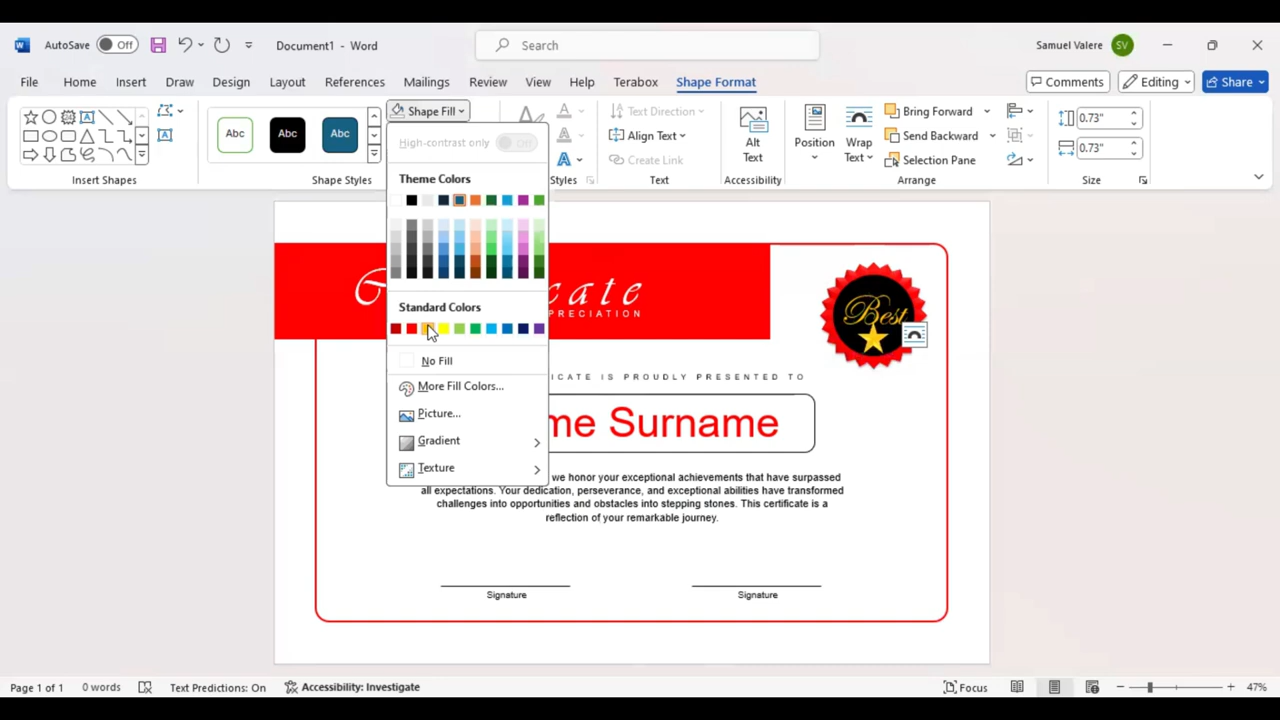 AutoSave Off Document1 - Word Search Samuel Valere SV
File Home Insert Draw Design Layout References Mailings Review View Help Terabox Shape Format Comments Editing Share
Abc Abc Abc
Shape Fill
Text Direction
Align Text
Create Link
Alt
Text
Position
Wrap
Text
Bring Forward
Send Backward
Selection Pane
0.73"
0.73"
Insert Shapes Shape Styles Styles Text Accessibility Arrange Size
High-contrast only Off
Theme Colors
Standard Colors
No Fill
More Fill Colors...
Picture...
Gradient
Texture
C cate
PRECIATION
Best
ICATE IS PROUDLY PRESENTED TO
me Surname
we honor your exceptional achievements that have surpassed
all expectations. Your dedication, perseverance, and exceptional abilities have transformed
challenges into opportunities and obstacles into stepping stones. This certificate is a
reflection of your remarkable journey.
Signature Signature
Page 1 of 1 0 words Text Predictions: On Accessibility: Investigate Focus 47%